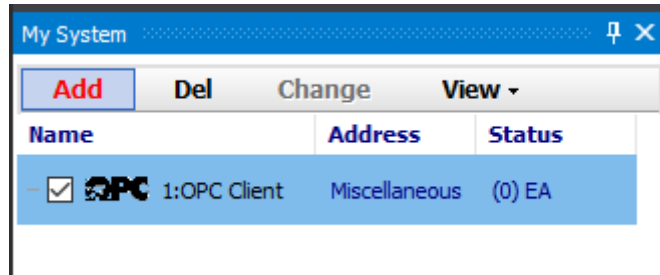 My System
Add Del Change View
Name Address Status
OPC 1:OPC Client Miscellaneous (0) EA